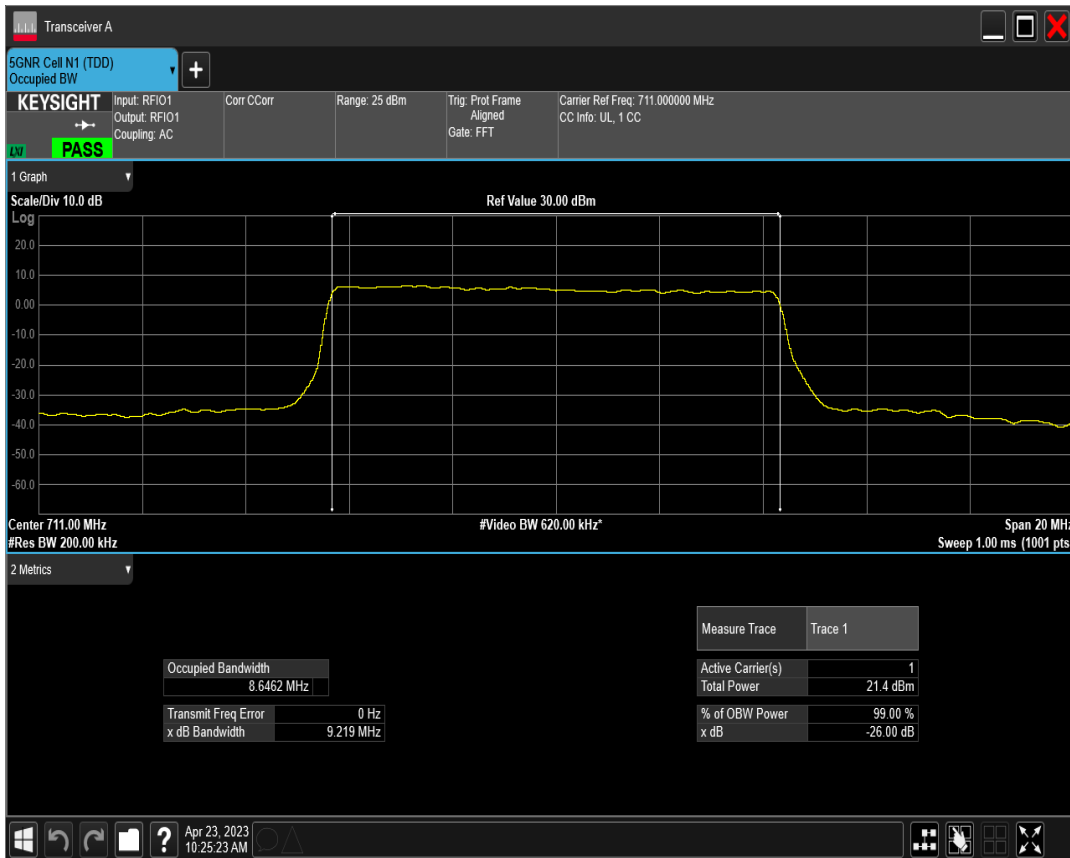 Transceiver A
5GNR Cell N1 (TDD)
Occupied BW
+
KEYSIGHT
LXI
PASS
Input: RFIO1
Output: RFIO1
Coupling: AC
Corr CCorr
Range: 25 dBm
Trig: Prot Frame
Aligned
Gate: FFT
Carrier Ref Freq: 711.000000 MHz
CC Info: UL, 1 CC
1 Graph
Scale/Div 10.0 dB
Ref Value 30.00 dBm
Log
20.0
10.0
0.00
-10.0
-20.0
-30.0
-40.0
-50.0
-60.0
Center 711.00 MHz
#Video BW 620.00 kHz*
Span 20 MHz
#Res BW 200.00 kHz
Sweep 1.00 ms (1001 pts
2 Metrics
Measure Trace Trace 1
Occupied Bandwidth
8.6462 MHz
Active Carrier(s) 1
Total Power 21.4 dBm
Transmit Freq Error 0 Hz
x dB Bandwidth 9.219 MHz
% of OBW Power 99.00 %
x dB -26.00 dB
?
Apr 23, 2023
10:25:23 AM